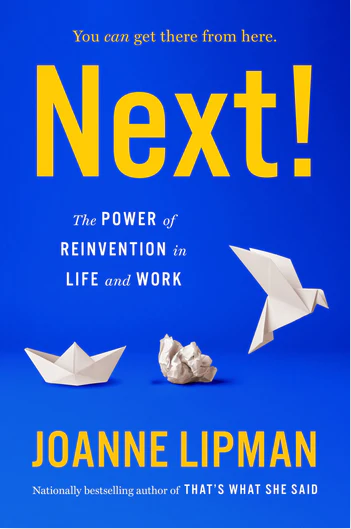 You can get there from here.
Next!
The POWER of
REINVENTION in
LIFE and WORK
JOANNE LIPMAN
Nationally bestselling author of THAT'S WHAT SHE SAID